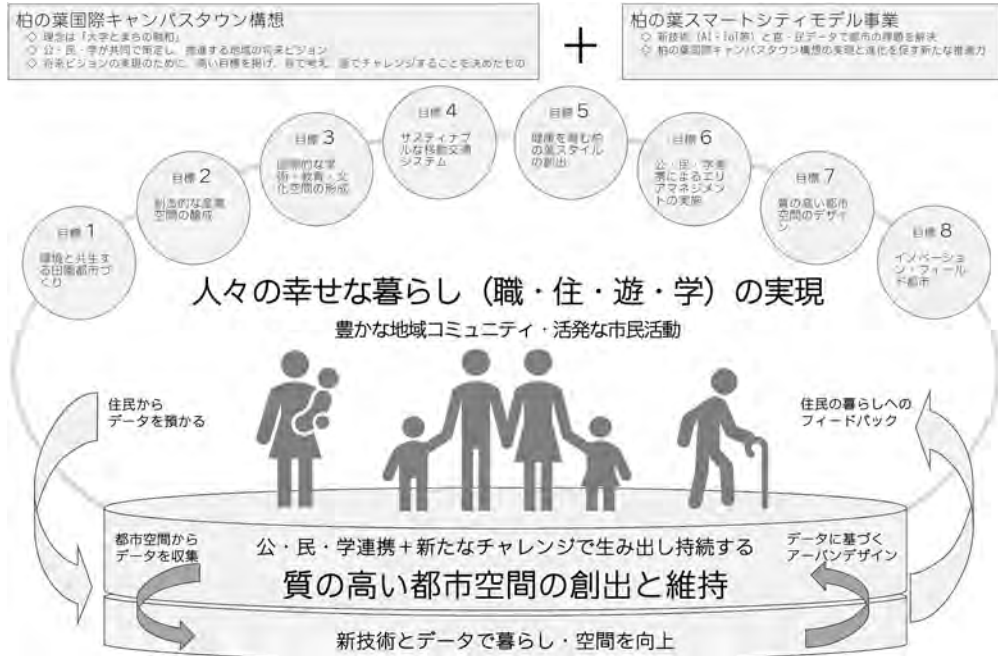 柏の葉国際キャンパスタウン構想
◇ 理念は「大学とまちの融和」
◇ 公・民・学が共同で策定し、推進する地域の将来ビジョン
◇ 将来ビジョンの実現のために、高い目標を掲げ、皆で考え、皆でチャレンジすることを決めたもの
+
柏の葉スマートシティモデル事業
◇ 新技術(AI・IoT等)と官・民データで都市の課題を解決
◇ 柏の葉国際キャンパスタウン構想の実現と進化を促す新たな推進力
目標 1
環境と共生す
る田園都市づ
くり
目標 2
創造的な産業
空間の醸成
目標 3
国際的な学
術・教育・文
化空間の形成
目標 4
サスティナブ
ルな移動交通
システム
目標 5
健康を育む柏
の葉スタイル
の創出
目標 6
公・民・学連
携によるエリ
アマネジメン
トの実施
目標 7
質の高い都市
空間のデザイ
ン
目標 8
イノベーショ
ン・フィール
ド都市
人々の幸せな暮らし(職・住・遊・学)の実現
豊かな地域コミュニティ・活発な市民活動
住民から
データを預かる
住民の暮らしへの
フィードバック
都市空間から
データを収集
公・民・学連携+新たなチャレンジで生み出し持続する
質の高い都市空間の創出と維持
データに基づく
アーバンデザイン
新技術とデータで暮らし・空間を向上